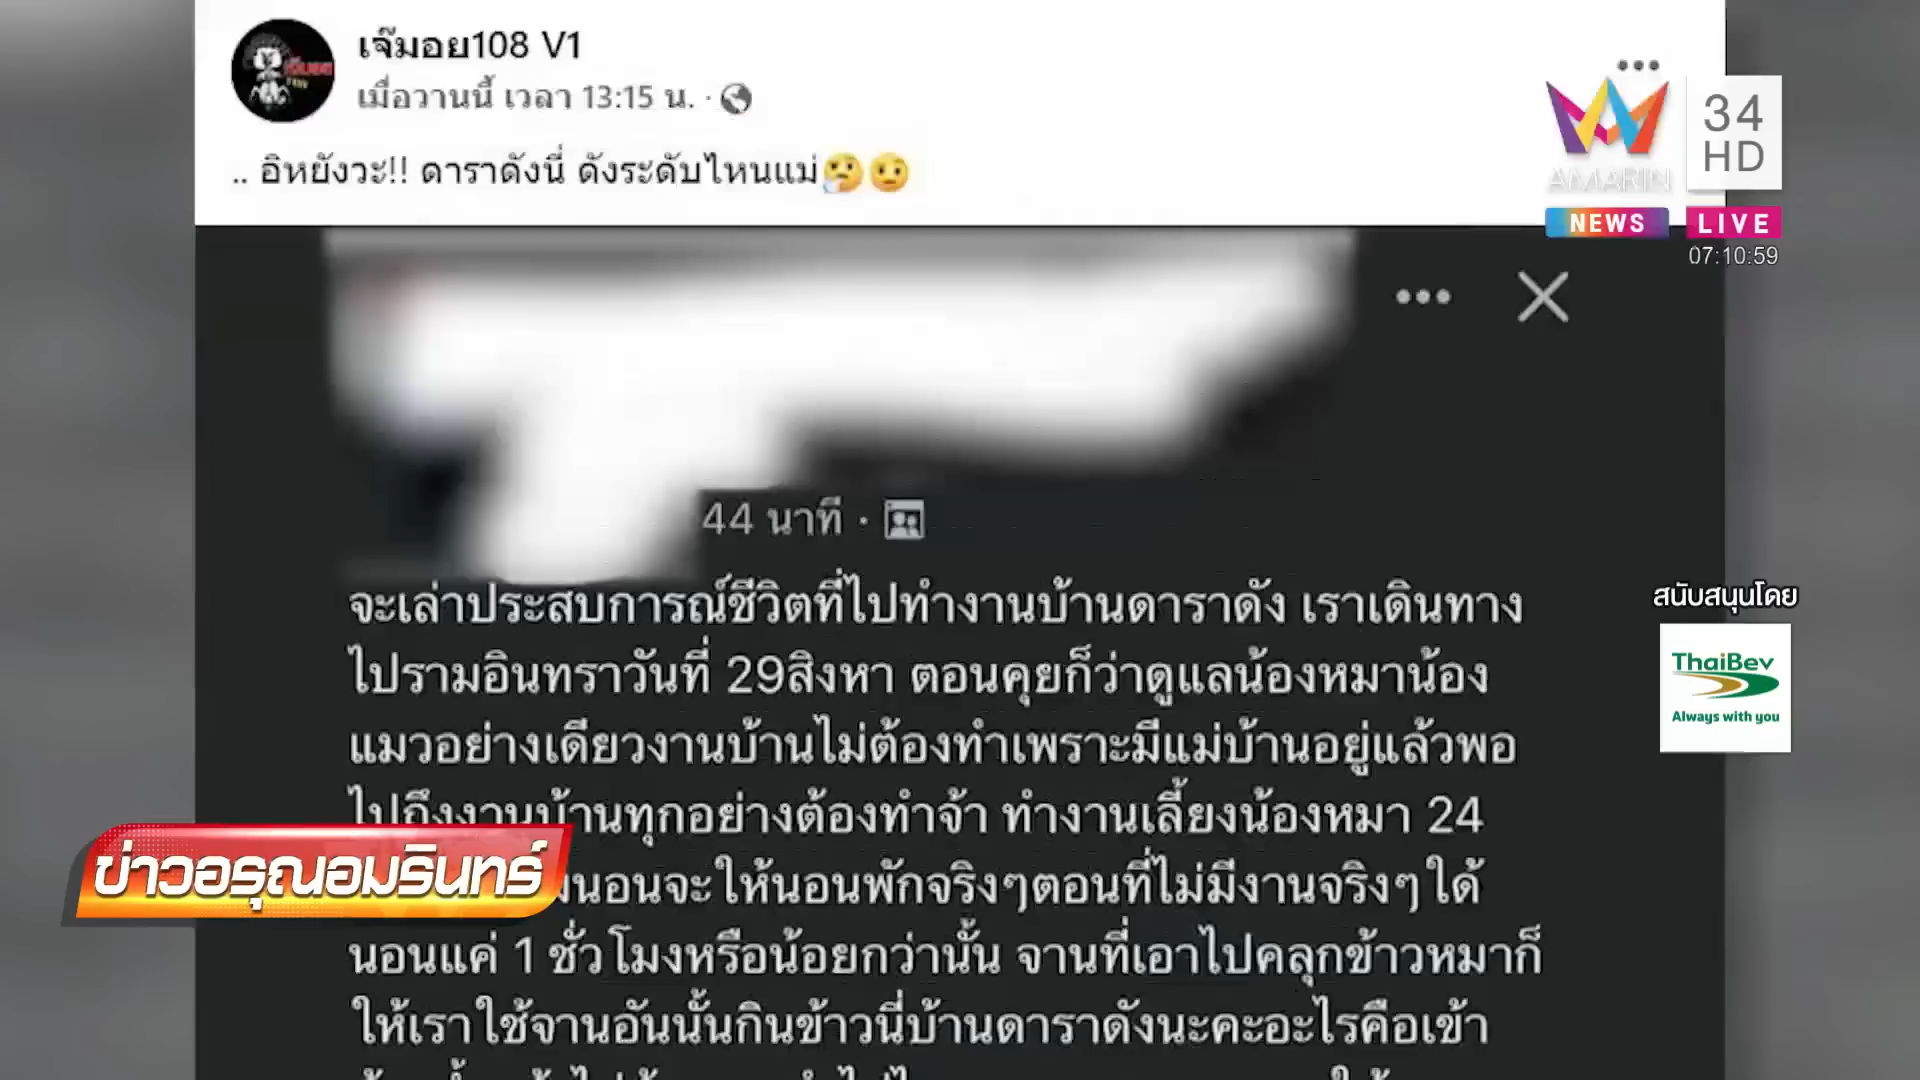 เจ๊มอย108 V1
เมื่อวานนี้ เวลา 13:15 น.
.. อิหยังวะ!! ดาราดังนี่ ดังระดับไหนแม่🤔🤨
AMARIN
34
HD
NEWS
LIVE
07:10:59
44 นาที
จะเล่าประสบการณ์ชีวิตที่ไปทำงานบ้านดาราดัง เราเดินทาง
ไปรามอินทราวันที่ 29สิงหา ตอนคุยก็ว่าดูแลน้องหมาน้อง
แมวอย่างเดียวงานบ้านไม่ต้องทำเพราะมีแม่บ้านอยู่แล้วพอ
ไปถึงงานบ้านทุกอย่างต้องทำจ้า ทำงานเลี้ยงน้องหมา 24
นอนจะให้นอนพักจริงๆตอนที่ไม่มีงานจริงๆได้
นอนแค่ 1 ชั่วโมงหรือน้อยกว่านั้น จานที่เอาไปคลุกข้าวหมาก็
ให้เราใช้จานอันนั้นกินข้าวนี่บ้านดาราดังนะคะอะไรคือเข้า
สนับสนุนโดย
ThaiBev
Always with you
ข่าวอรุณอมรินทร์